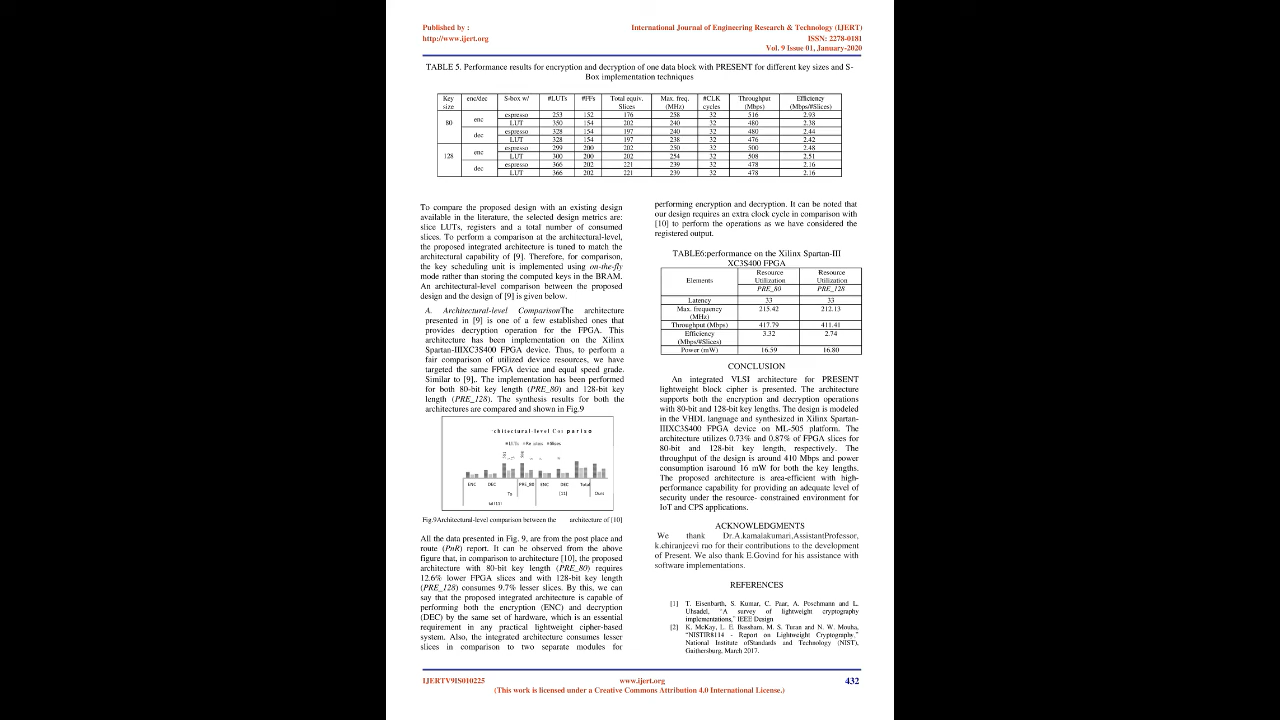 Published by :
http://www.ijert.org
International Journal of Engineering Research & Technology (IJERT)
ISSN: 2278-0181
Vol. 9 Issue 01, January-2020
TABLE 5. Performance results for encryption and decryption of one data block with PRESENT for different key sizes and S-
Box implementation techniques
Key size enc/dec S-box w/ #LUTs #FFs Total equiv. Slices Max. freq. (MHz) #CLK cycles Throughput (Mbps) Efficiency (Mbps/#Slices)
80 enc espresso 253 152 176 258 32 516 2.93
LUT 350 154 202 240 32 480 2.38
dec espresso 328 154 197 240 32 480 2.44
LUT 328 154 197 238 32 476 2.42
128 enc espresso 299 200 202 250 32 500 2.48
LUT 300 200 202 254 32 508 2.51
dec espresso 366 202 221 239 32 478 2.16
LUT 366 202 221 239 32 478 2.16
To compare the proposed design with an existing design
available in the literature, the selected design metrics are:
slice LUTs, registers and a total number of consumed
slices. To perform a comparison at the architectural-level,
the proposed integrated architecture is tuned to match the
architectural capability of [9]. Therefore, for comparison,
the key scheduling unit is implemented using on-the-fly
mode rather than storing the computed keys in the BRAM.
An architectural-level comparison between the proposed
design and the design of [9] is given below.
A. Architectural-level ComparisonThe architecture
presented in [9] is one of a few established ones that
provides decryption operation for the FPGA. This
architecture has been implementation on the Xilinx
Spartan-IIIXC3S400 FPGA device. Thus, to perform a
fair comparison of utilized device resources, we have
targeted the same FPGA device and equal speed grade.
Similar to [9],. The implementation has been performed
for both 80-bit key length (PRE_80) and 128-bit key
length (PRE_128). The synthesis results for both the
architectures are compared and shown in Fig.9
chitectural-level Com pariso
ENC DEC PRE_80 ENC DEC Total
To [11] Our
Fig.9Architectural-level comparison between the architecture of [10]
All the data presented in Fig. 9, are from the post place and
route (PnR) report. It can be observed from the above
figure that, in comparison to architecture [10], the proposed
architecture with 80-bit key length (PRE_80) requires
12.6% lower FPGA slices and with 128-bit key length
(PRE_128) consumes 9.7% lesser slices. By this, we can
say that the proposed integrated architecture is capable of
performing both the encryption (ENC) and decryption
(DEC) by the same set of hardware, which is an essential
requirement in any practical lightweight cipher-based
system. Also, the integrated architecture consumes lesser
slices in comparison to two separate modules for
performing encryption and decryption. It can be noted that
our design requires an extra clock cycle in comparison with
[10] to perform the operations as we have considered the
registered output.
TABLE6:performance on the Xilinx Spartan-III
XC3S400 FPGA
Elements Resource Utilization PRE_80 Resource Utilization PRE_128
Latency 33 33
Max. frequency (MHz) 215.42 212.13
Throughput (Mbps) 417.79 411.41
Efficiency (Mbps/#Slices) 3.32 2.74
Power (mW) 16.59 16.80
CONCLUSION
An integrated VLSI architecture for PRESENT
lightweight block cipher is presented. The architecture
supports both the encryption and decryption operations
with 80-bit and 128-bit key lengths. The design is modeled
in the VHDL language and synthesized in Xilinx Spartan-
IIIXC3S400 FPGA device on ML-505 platform. The
architecture utilizes 0.73% and 0.87% of FPGA slices for
80-bit and 128-bit key length, respectively. The
throughput of the design is around 410 Mbps and power
consumption isaround 16 mW for both the key lengths.
The proposed architecture is area-efficient with high-
performance capability for providing an adequate level of
security under the resource- constrained environment for
IoT and CPS applications.
ACKNOWLEDGMENTS
We thank Dr.A.kamalakumari,AssistantProfessor,
k.chiranjeevi rao for their contributions to the development
of Present. We also thank E.Govind for his assistance with
software implementations.
REFERENCES
[1] T. Eisenbarth, S. Kumar, C. Paar, A. Poschmann and L.
Uhsadel, "A survey of lightweight cryptography
implementations," IEEE Design
[2] K. McKay, L. E. Bassham, M. S. Turan and N. W. Mouha,
"NISTIR8114 - Report on Lightweight Cryptography,"
National Institute ofStandards and Technology (NIST),
Gaithersburg, March 2017.
IJERTV9IS010225
www.ijert.org
432
(This work is licensed under a Creative Commons Attribution 4.0 International License.)